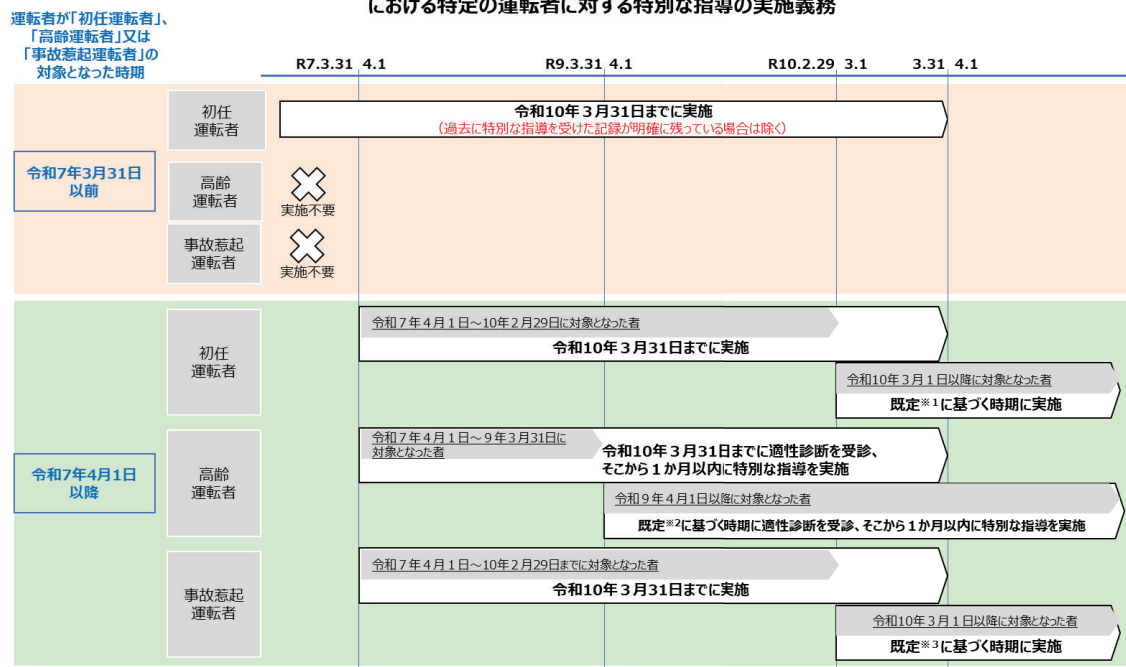 における特定の運転者に対する特別な指導の実施義務
運転者が「初任運転者」、
「高齢運転者」又は
「事故惹起運転者」の
対象となった時期
R7.3.31 4.1
R9.3.31 4.1
R10.2.29 3.1
3.31 4.1
令和7年3月31日
以前
初任
運転者
令和10年3月31日までに実施
(過去に特別な指導を受けた記録が明確に残っている場合は除く)
高齢
運転者
実施不要
事故惹起
運転者
実施不要
令和7年4月1日
以降
初任
運転者
令和7年4月1日~10年2月29日に対象となった者
令和10年3月31日までに実施
令和10年3月1日以降に対象となった者
既定※1に基づく時期に実施
高齢
運転者
令和7年4月1日~9年3月31日に
対象となった者
令和10年3月31日までに適性診断を受診、
そこから1か月以内に特別な指導を実施
令和9年4月1日以降に対象となった者
既定※2に基づく時期に適性診断を受診、そこから1か月以内に特別な指導を実施
事故惹起
運転者
令和7年4月1日~10年2月29日までに対象となった者
令和10年3月31日までに実施
令和10年3月1日以降に対象となった者
既定※3に基づく時期に実施